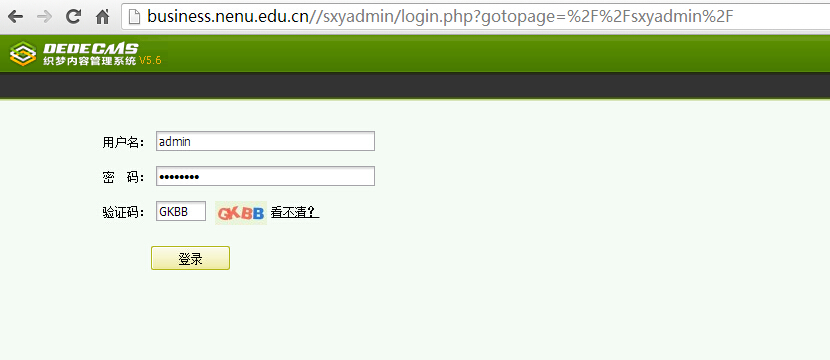 business.nenu.edu.cn//sxyadmin/login.php?gotopage=%2F%2Fsxyadmin%2F
DEDECMS
织梦内容管理系统 V5.6
用户名: admin
密 码: ••••••••
验证码: GKBB GKBB 看不清?
登录